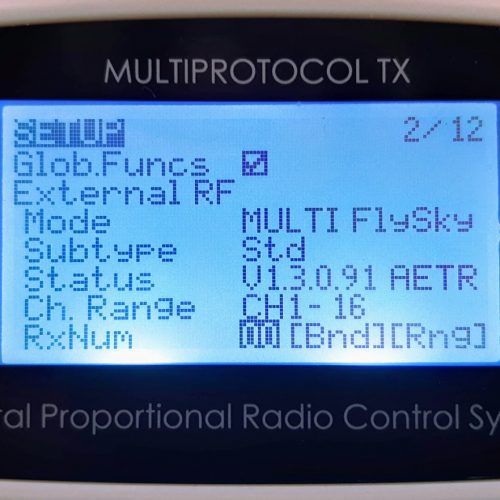 MULTIPROTOCOL TX
SETUP 2/12
Glob.Funcs
External RF
Mode MULTI FlySky
Subtype Std
Status V1.3.0.91 AETR
Ch. Range CH1-16
RxNum 00 [Bnd][Rng]
tal Proportional Radio Control Sy